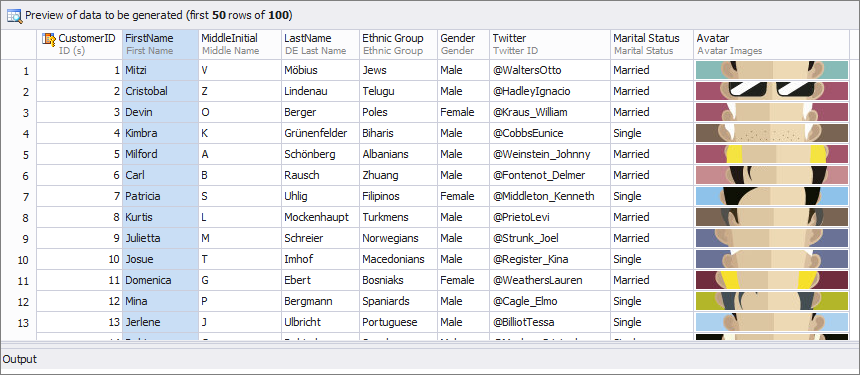 Preview of data to be generated (first 50 rows of 100)
CustomerID FirstName MiddleInitial LastName Ethnic Group Gender Twitter Marital Status Avatar
ID (s) First Name Middle Name DE Last Name Ethnic Group Gender Twitter ID Marital Status Avatar Images
1 1 Mitzi V Möbius Jews Male @WaltersOtto Married
2 2 Cristobal Z Lindenau Telugu Male @HadleyIgnacio Married
3 3 Devin O Berger Poles Female @Kraus_William Married
4 4 Kimbra K Grünenfelder Biharis Male @CobbsEunice Single
5 5 Milford A Schönberg Albanians Male @Weinstein_Johnny Married
6 6 Carl B Rausch Zhuang Male @Fontenot_Delmer Married
7 7 Patricia S Uhlig Filipinos Female @Middleton_Kenneth Single
8 8 Kurtis L Mockenhaupt Turkmens Male @PrietoLevi Married
9 9 Julietta M Schreier Norwegians Male @Strunk_Joel Married
10 10 Josue T Imhof Macedonians Male @Register_Kina Single
11 11 Domenica G Ebert Bosniaks Female @WeathersLauren Married
12 12 Mina P Bergmann Spaniards Male @Cagle_Elmo Single
13 13 Jerlene J Ulbricht Portuguese Male @BilliotTessa Single
Output